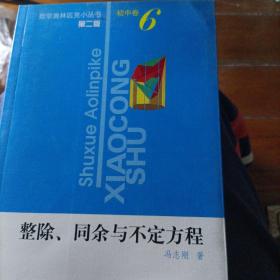 数学奥林匹克小丛书
第二版
初中卷
6
Shuxue Aolinpike
XIAOCONG
SHU
整除、同余与不定方程
冯志刚 著